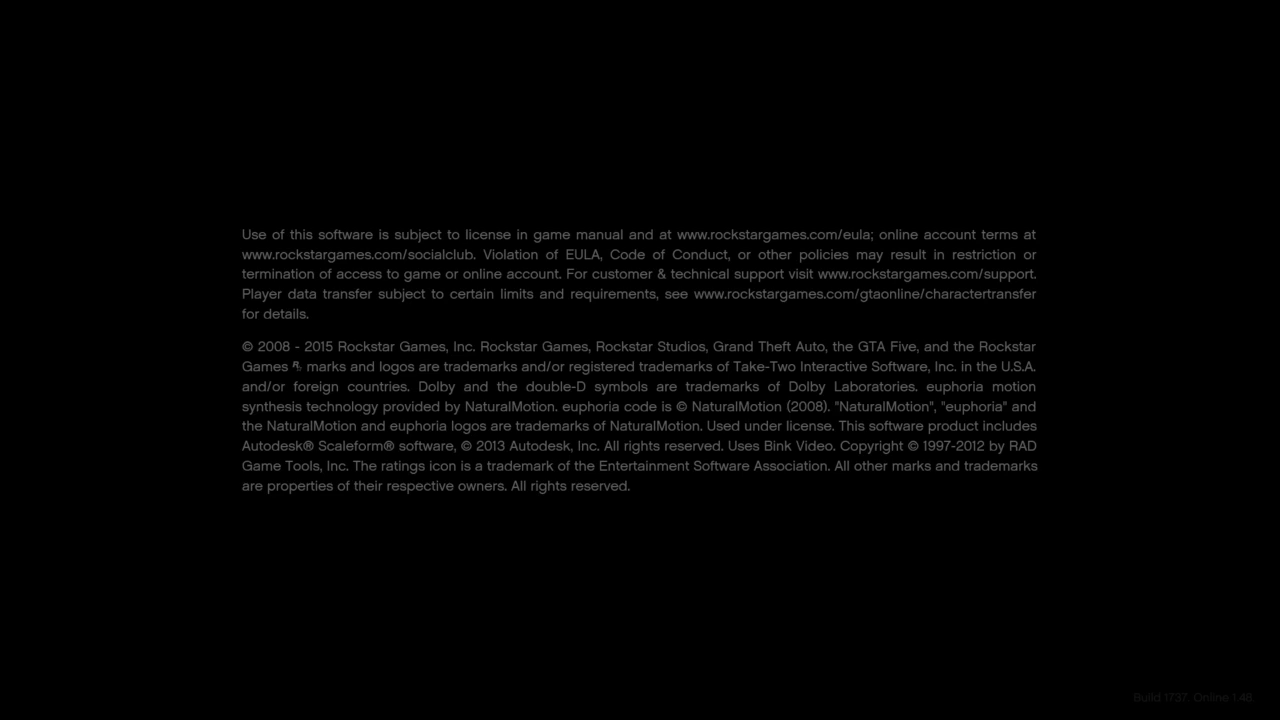 Use of this software is subject to license in game manual and at www.rockstargames.com/eula; online account terms at
www.rockstargames.com/socialclub. Violation of EULA, Code of Conduct, or other policies may result in restriction or
termination of access to game or online account. For customer & technical support visit www.rockstargames.com/support.
Player data transfer subject to certain limits and requirements, see www.rockstargames.com/gtaonline/charactertransfer
for details.
© 2008 - 2015 Rockstar Games, Inc. Rockstar Games, Rockstar Studios, Grand Theft Auto, the GTA Five, and the Rockstar
Games R* marks and logos are trademarks and/or registered trademarks of Take-Two Interactive Software, Inc. in the U.S.A.
and/or foreign countries. Dolby and the double-D symbols are trademarks of Dolby Laboratories. euphoria motion
synthesis technology provided by NaturalMotion. euphoria code is © NaturalMotion (2008). "NaturalMotion", "euphoria" and
the NaturalMotion and euphoria logos are trademarks of NaturalMotion. Used under license. This software product includes
Autodesk® Scaleform® software, © 2013 Autodesk, Inc. All rights reserved. Uses Bink Video. Copyright © 1997-2012 by RAD
Game Tools, Inc. The ratings icon is a trademark of the Entertainment Software Association. All other marks and trademarks
are properties of their respective owners. All rights reserved.
Build 1737, Online 1.48